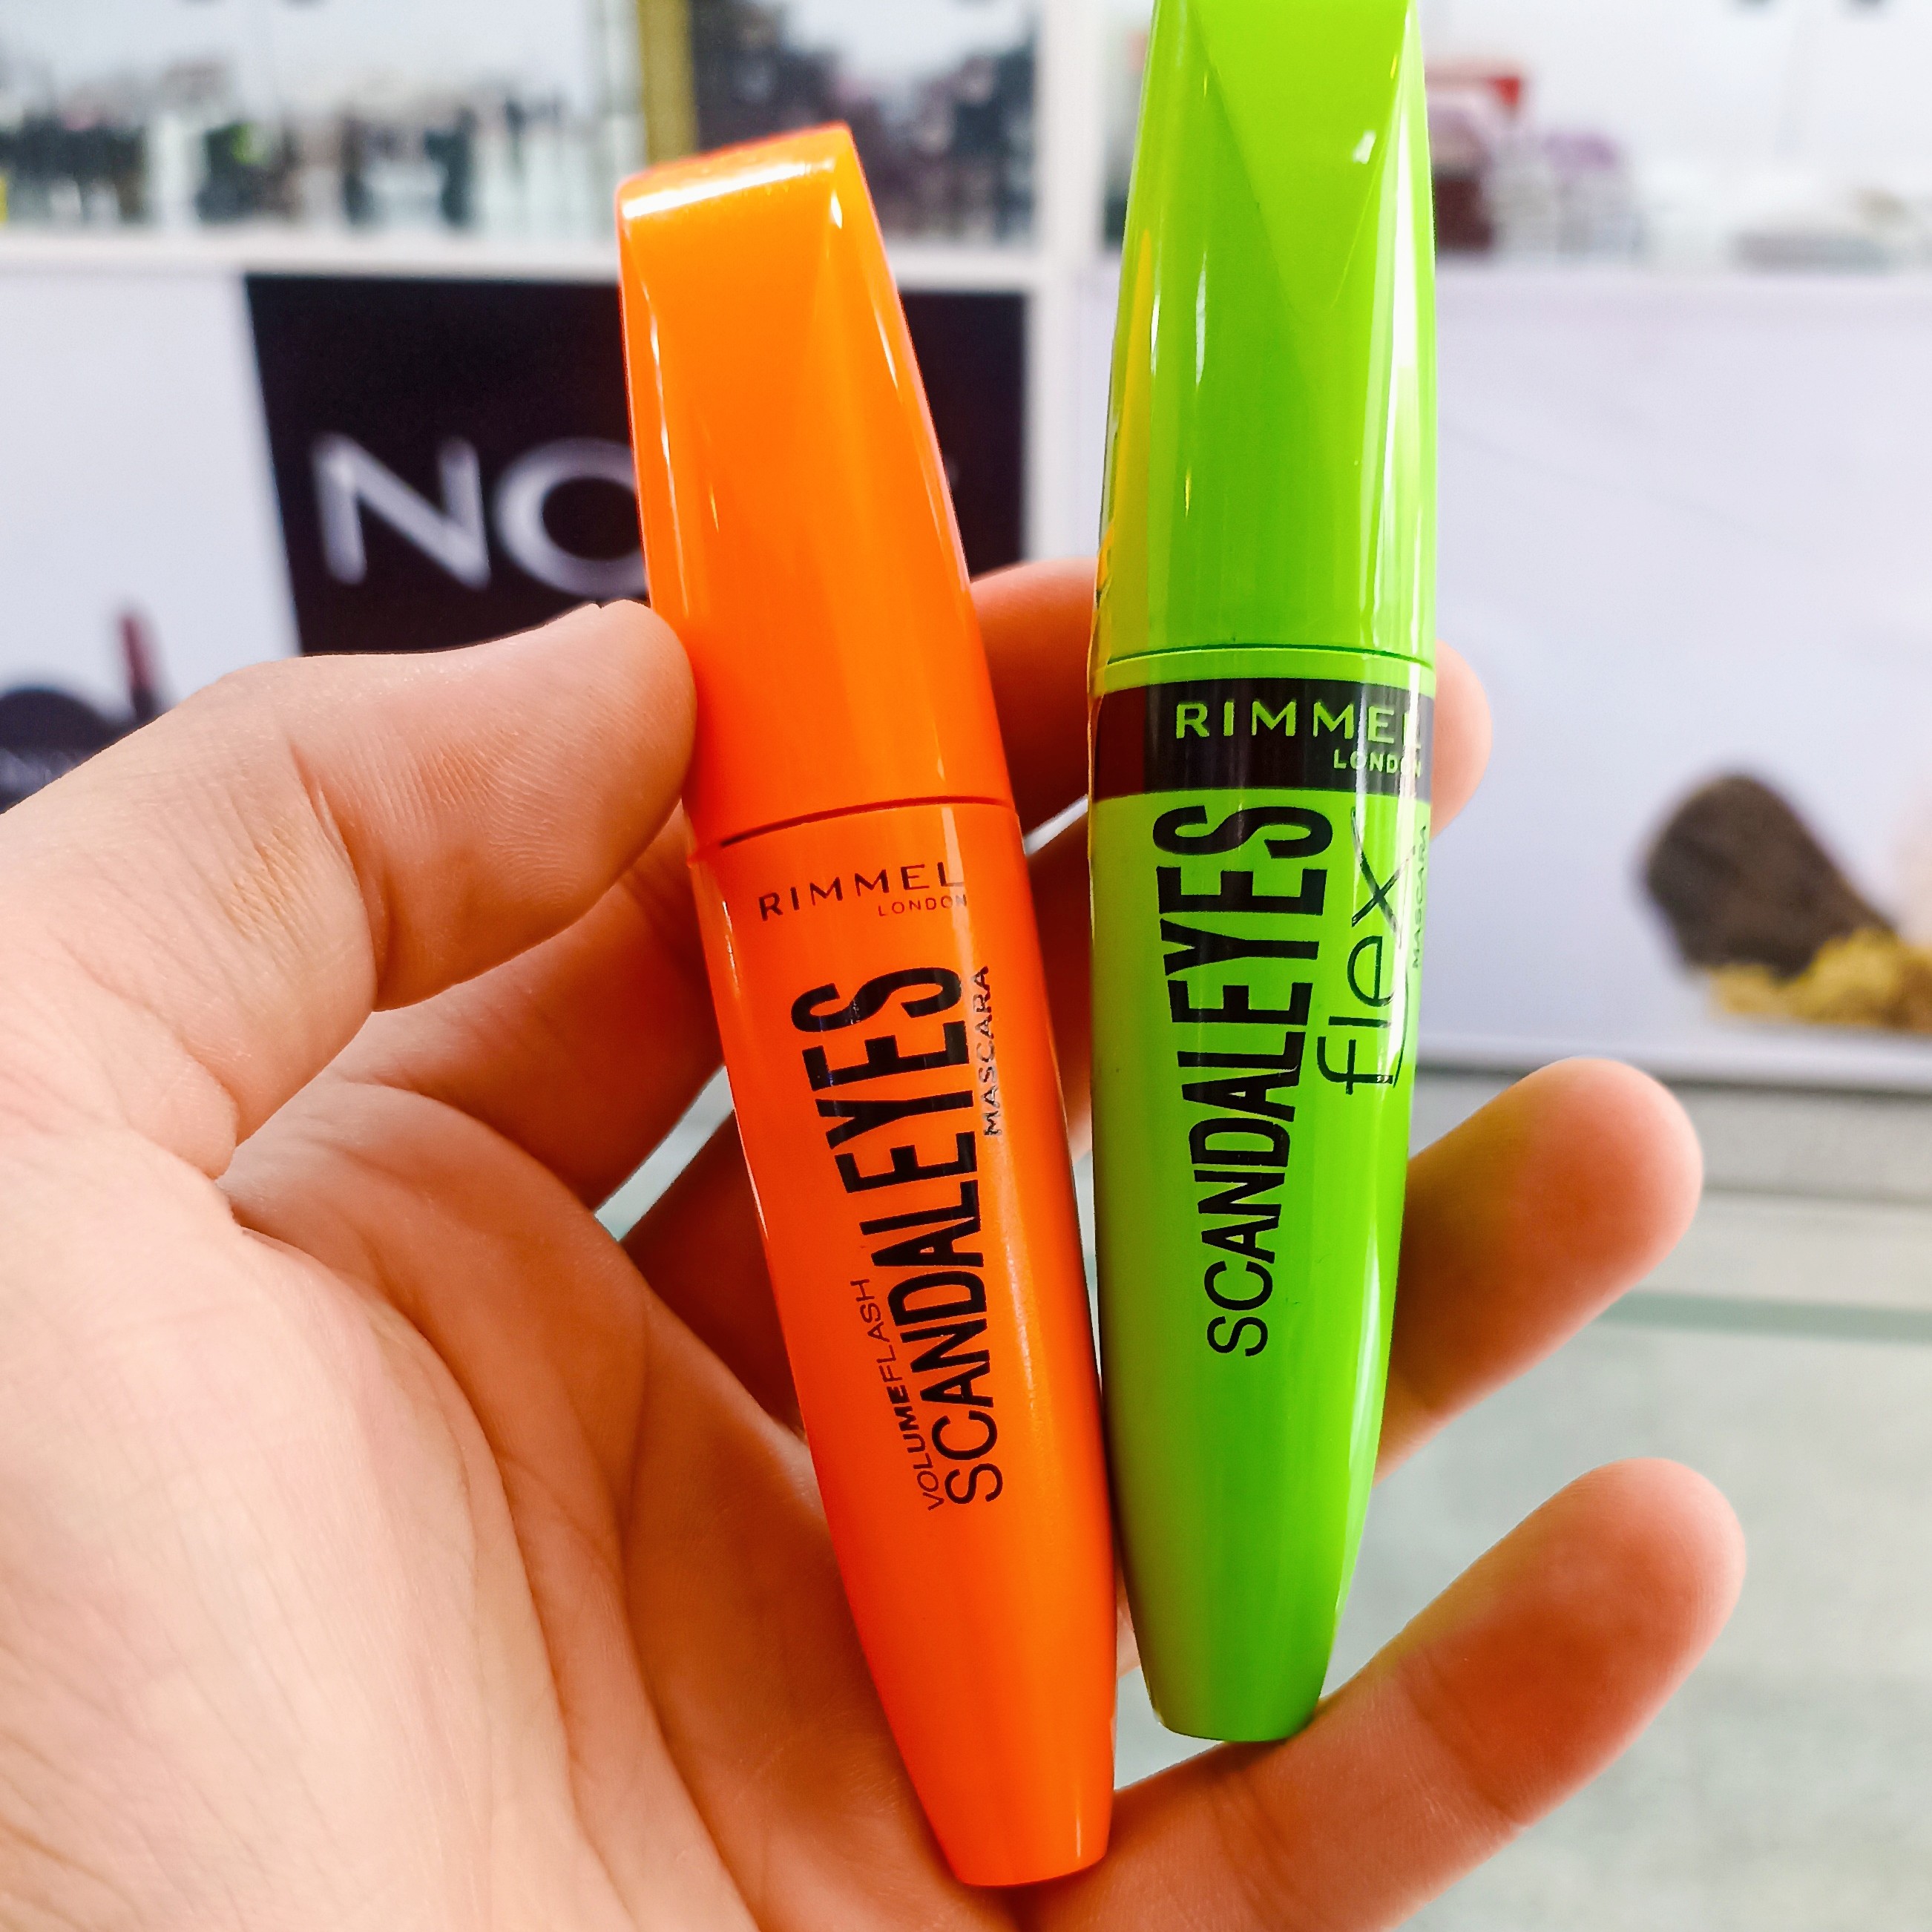 NO
RIMMEL
LONDON
VOLUMEFLASH
SCANDALEYES
MASCARA
RIMMEL
LONDON
SCANDALEYES
flex
MASCARA